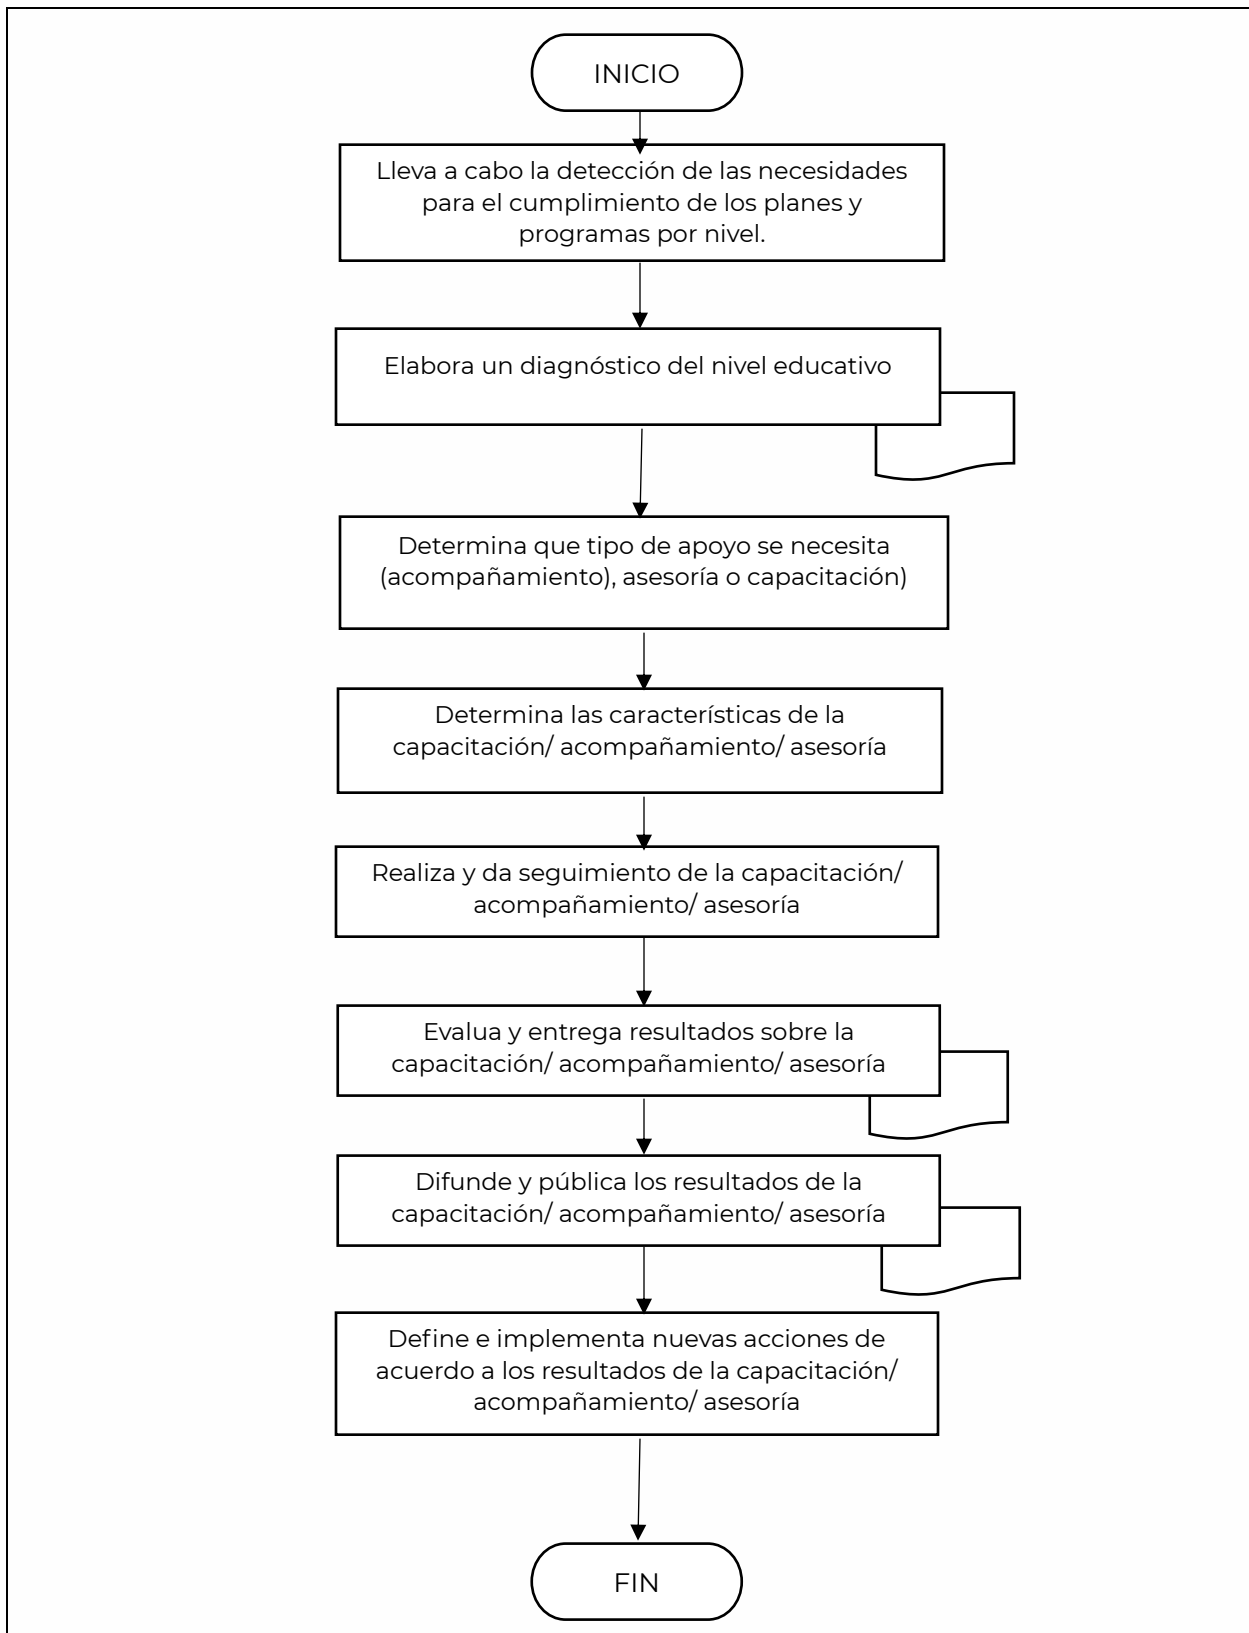 INICIO
Lleva a cabo la detección de las necesidades
para el cumplimiento de los planes y
programas por nivel.
Elabora un diagnóstico del nivel educativo
Determina que tipo de apoyo se necesita
(acompañamiento), asesoría o capacitación)
Determina las características de la
capacitación/ acompañamiento/ asesoría
Realiza y da seguimiento de la capacitación/
acompañamiento/ asesoría
Evalua y entrega resultados sobre la
capacitación/ acompañamiento/ asesoría
Difunde y pública los resultados de la
capacitación/ acompañamiento/ asesoría
Define e implementa nuevas acciones de
acuerdo a los resultados de la capacitación/
acompañamiento/ asesoría
FIN